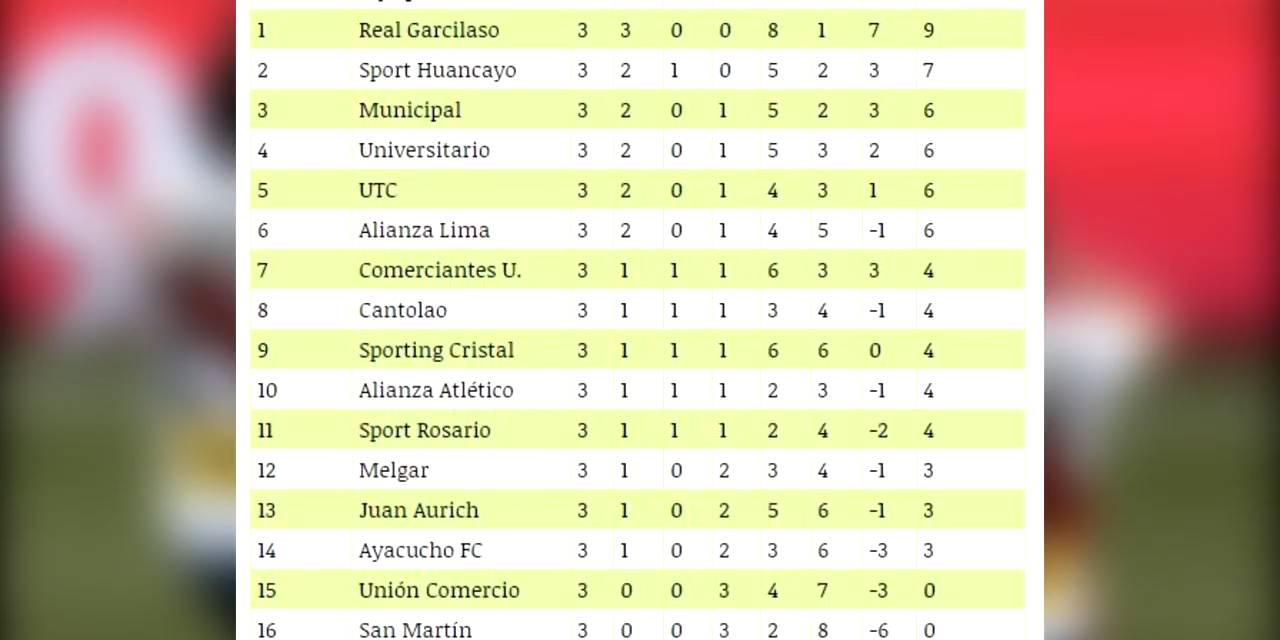 1 Real Garcilaso 3 3 0 0 8 1 7 9
2 Sport Huancayo 3 2 1 0 5 2 3 7
3 Municipal 3 2 0 1 5 2 3 6
4 Universitario 3 2 0 1 5 3 2 6
5 UTC 3 2 0 1 4 3 1 6
6 Alianza Lima 3 2 0 1 4 5 -1 6
7 Comerciantes U. 3 1 1 1 6 3 3 4
8 Cantolao 3 1 1 1 3 4 -1 4
9 Sporting Cristal 3 1 1 1 6 6 0 4
10 Alianza Atlético 3 1 1 1 2 3 -1 4
11 Sport Rosario 3 1 1 1 2 4 -2 4
12 Melgar 3 1 0 2 3 4 -1 3
13 Juan Aurich 3 1 0 2 5 6 -1 3
14 Ayacucho FC 3 1 0 2 3 6 -3 3
15 Unión Comercio 3 0 0 3 4 7 -3 0
16 San Martín 3 0 0 3 2 8 -6 0